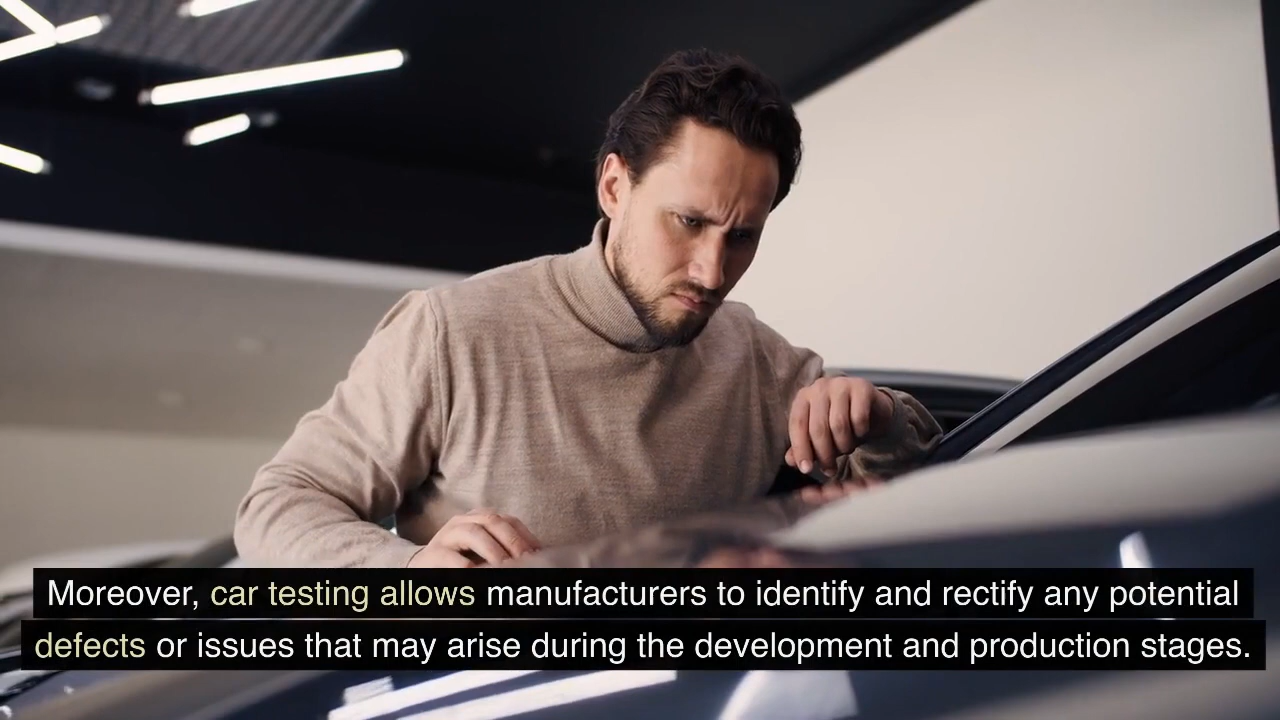 Moreover, car testing allows manufacturers to identify and rectify any potential
defects or issues that may arise during the development and production stages.